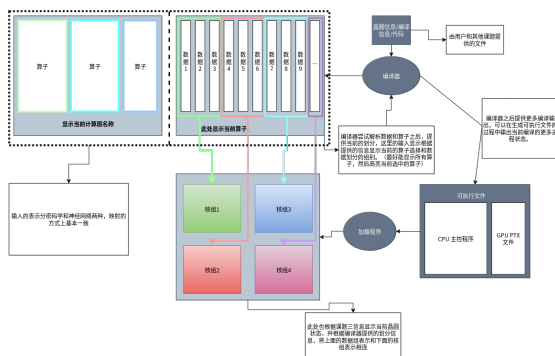 算子
算子
算子
显示当前计算图名称
数据1
数据2
数据3
数据4
数据5
数据6
数据7
数据8
数据9
...
此处显示当前算子
晶圆信息/编译
信息/代码
由用户和其他课题提
供的文件
编译器
编译器之后提供更多编译输
出，可以在生成可执行文件的
过程中输出当前编译的更多进
程状态。
编译器尝试解析数据和算子之后，提
供当前的划分，这里的输入显示根据
提供的信息显示当前的算子选择和数
据划分的组别。（最好能显示所有算
子，然后高亮当前选中的算子）
输入的表示分密码学和神经网络两种，映射的
方式上基本一致
核组1
核组3
核组2
核组4
加载程序
可执行文件
CPU 主控程序
GPU PTX
文件
此处也根据课题三信息显示当前晶圆
状态，并根据编译器提供的划分信
息，将上面的数据组表示和下面的核
组表示相连